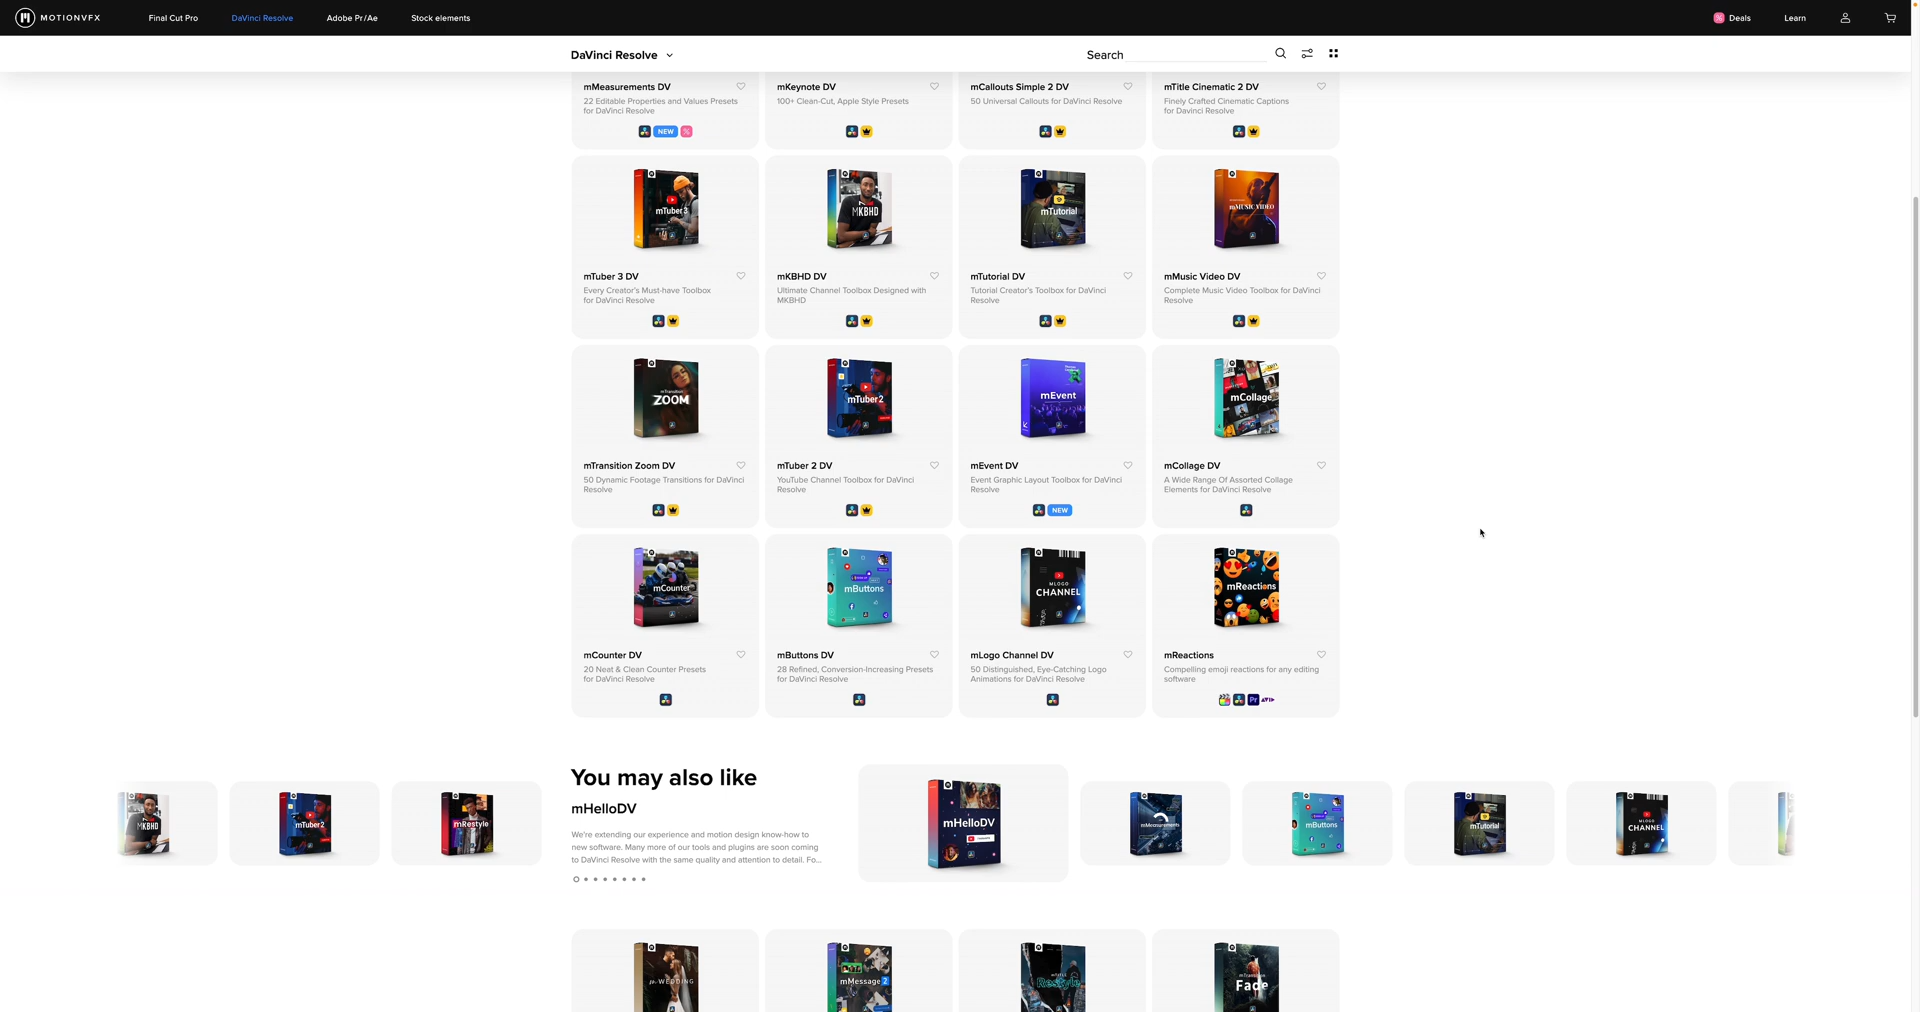 MOTIONVFX
Final Cut Pro
DaVinci Resolve
Adobe Pr/Ae
Stock elements
Deals
Learn
DaVinci Resolve
Search
mMeasurements DV
22 Editable Properties and Values Presets
for DaVinci Resolve
NEW
mKeynote DV
100+ Clean-Cut, Apple Style Presets
mCallouts Simple 2 DV
50 Universal Callouts for DaVinci Resolve
mTitle Cinematic 2 DV
Finely Crafted Cinematic Captions
for Davinci Resolve
mTuber3
mTuber 3 DV
Every Creator's Must-have Toolbox
for DaVinci Resolve
MKBHD
mKBHD DV
Ultimate Channel Toolbox Designed with
MKBHD
mTutorial
mTutorial DV
Tutorial Creator's Toolbox for DaVinci
Resolve
mMUSIC VIDEO
mMusic Video DV
Complete Music Video Toolbox for DaVinci
Resolve
mTransition
ZOOM
mTransition Zoom DV
50 Dynamic Footage Transitions for DaVinci
Resolve
mTuber2
mTuber 2 DV
YouTube Channel Toolbox for DaVinci
Resolve
mEvent
mEvent DV
Event Graphic Layout Toolbox for DaVinci
Resolve
NEW
mCollage
mCollage DV
A Wide Range Of Assorted Collage
Elements for DaVinci Resolve
mCounter
mCounter DV
20 Neat & Clean Counter Presets
for DaVinci Resolve
mButtons
mButtons DV
28 Refined, Conversion-Increasing Presets
for DaVinci Resolve
MLOGO
CHANNEL
mLogo Channel DV
50 Distinguished, Eye-Catching Logo
Animations for DaVinci Resolve
mReactions
mReactions
Compelling emoji reactions for any editing
software
Pr
You may also like
mHelloDV
We're extending our experience and motion design know-how to
new software. Many more of our tools and plugins are soon coming
to DaVinci Resolve with the same quality and attention to detail. Fo...
MKBHD
mTuber2
mRestyle
mHelloDV
mMeasurements
mButtons
mTutorial
CHANNEL
WEDDING
mMessage 2
Restyle
mTransition
Fade